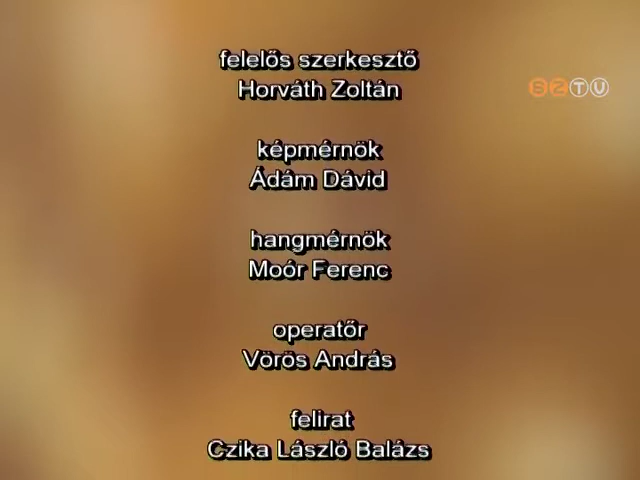 felelős szerkesztő
Horváth Zoltán
SZTV
képmérnök
Ádám Dávid
hangmérnök
Moór Ferenc
operatőr
Vörös András
felirat
Czika László Balázs